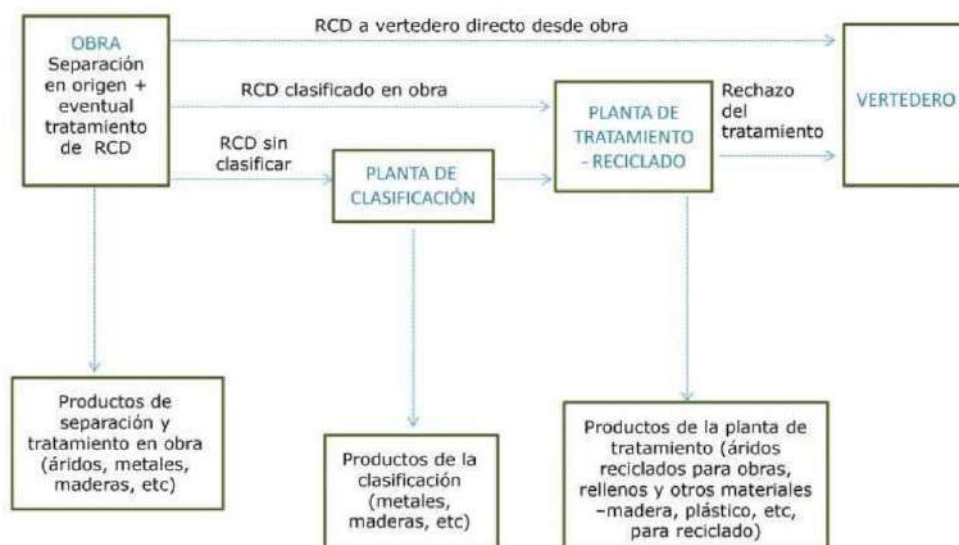 OBRA
Separación
en origen +
eventual
tratamiento
de RCD
RCD a vertedero directo desde obra
RCD clasificado en obra
RCD sin
clasificar
PLANTA DE
CLASIFICACIÓN
PLANTA DE
TRATAMIENTO
- RECICLADO
Rechazo
del
tratamiento
VERTEDERO
Productos de
separación y
tratamiento en obra
(áridos, metales,
maderas, etc)
Productos de la
clasificación
(metales,
maderas, etc)
Productos de la planta de
tratamiento (áridos
reciclados para obras,
rellenos y otros materiales
–madera, plástico, etc,
para reciclado)